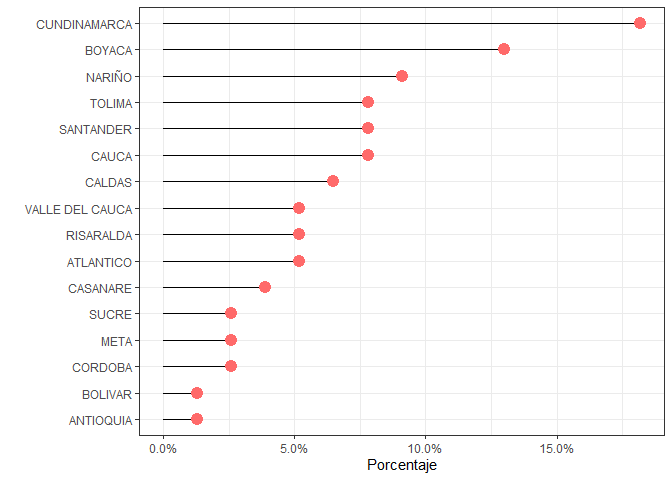 CUNDINAMARCA
BOYACA
NARIÑO
TOLIMA
SANTANDER
CAUCA
CALDAS
VALLE DEL CAUCA
RISARALDA
ATLANTICO
CASANARE
SUCRE
META
CORDOBA
BOLIVAR
ANTIOQUIA
0.0% 5.0% 10.0% 15.0%
Porcentaje